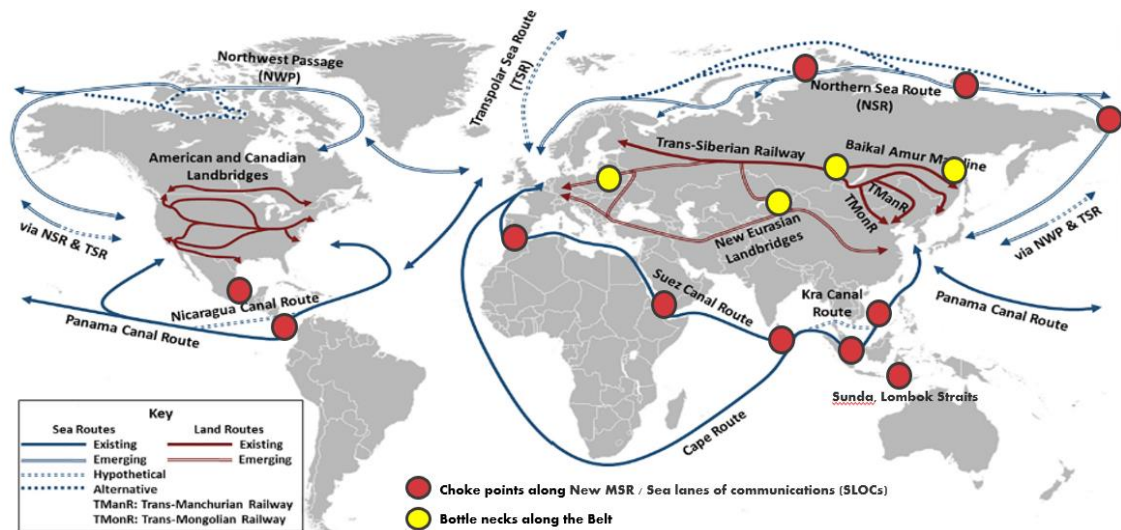 Northwest Passage
(NWP)
Transpolar Sea Route
(TSR)
Northern Sea Route
(NSR)
American and Canadian
Landbridges
Trans-Siberian Railway
Baikal Amur Mainline
TManR
TMonR
via NSR & TSR
New Eurasian
Landbridges
via NWP & TSR
Nicaragua Canal Route
Panama Canal Route
Suez Canal Route
Kra Canal
Route
Panama Canal Route
Sunda, Lombok Straits
Cape Route
Key
Sea Routes Land Routes
Existing Existing
Emerging Emerging
Hypothetical
Alternative
TManR: Trans-Manchurian Railway
TMonR: Trans-Mongolian Railway
Choke points along New MSR / Sea lanes of communications (SLOCs)
Bottle necks along the Belt